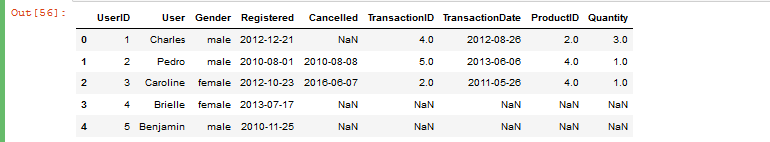 Out[56]:
UserID User Gender Registered Cancelled TransactionID TransactionDate ProductID Quantity
0 1 Charles male 2012-12-21 NaN 4.0 2012-08-26 2.0 3.0
1 2 Pedro male 2010-08-01 2010-08-08 5.0 2013-06-06 4.0 1.0
2 3 Caroline female 2012-10-23 2016-06-07 2.0 2011-05-26 4.0 1.0
3 4 Brielle female 2013-07-17 NaN NaN NaN NaN NaN
4 5 Benjamin male 2010-11-25 NaN NaN NaN NaN NaN